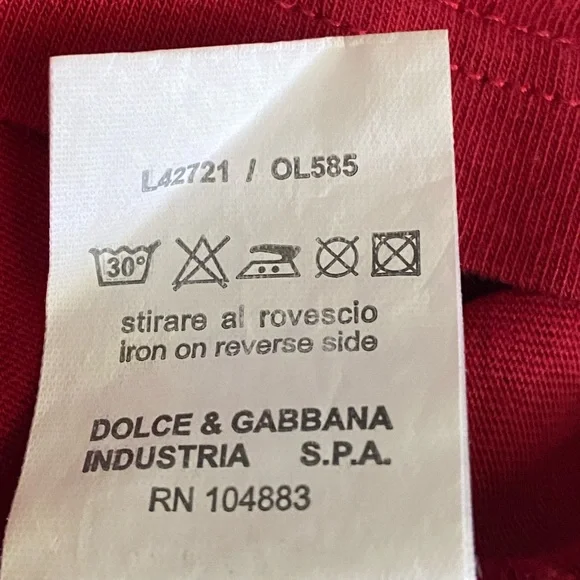 L42721 / OL585
30°
stirare al rovescio
iron on reverse side
DOLCE & GABBANA
INDUSTRIA S.P.A.
RN 104883